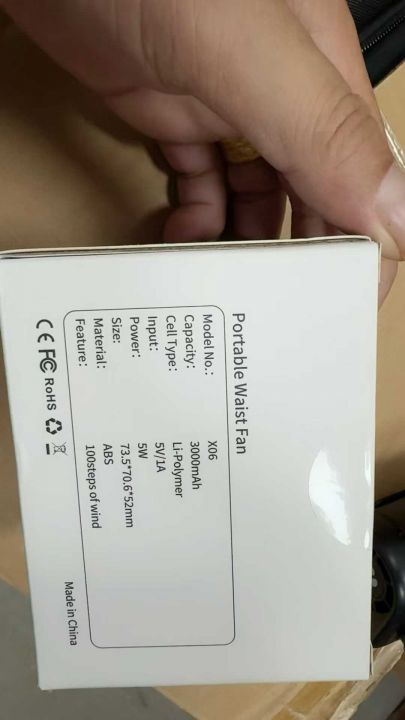 Portable Waist Fan
Model No.: X06
Capacity: 3000mAh
Cell Type: Li-Polymer
Input: 5V/1A
Power: 5W
Size: 73.5*70.6*52mm
Material: ABS
Feature: 100steps of wind
CE FC RoHS
Made in China